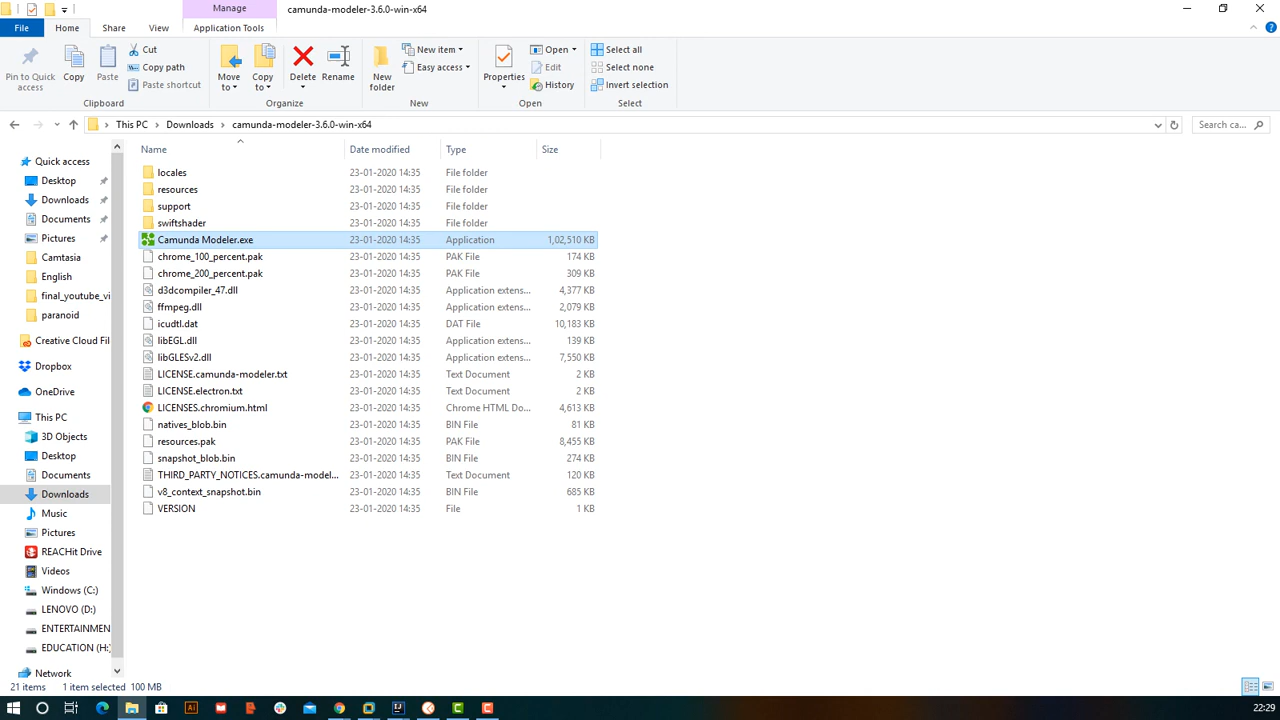 Manage camunda-modeler-3.6.0-win-x64
File Home Share View Application Tools
Pin to Quick access
Copy
Paste
Cut
Copy path
Paste shortcut
Clipboard
Move to
Copy to
Delete
Rename
Organize
New folder
New item
Easy access
New
Properties
Open
Edit
History
Open
Select all
Select none
Invert selection
Select
This PC > Downloads > camunda-modeler-3.6.0-win-x64
Search ca...
Quick access
Desktop
Downloads
Documents
Pictures
Camtasia
English
final_youtube_vi
paranoid
Creative Cloud Fil
Dropbox
OneDrive
This PC
3D Objects
Desktop
Documents
Downloads
Music
Pictures
REACHit Drive
Videos
Windows (C:)
LENOVO (D:)
ENTERTAINMEN
EDUCATION (H:)
Network
Name Date modified Type Size
locales 23-01-2020 14:35 File folder
resources 23-01-2020 14:35 File folder
support 23-01-2020 14:35 File folder
swiftshader 23-01-2020 14:35 File folder
Camunda Modeler.exe 23-01-2020 14:35 Application 1,02,510 KB
chrome_100_percent.pak 23-01-2020 14:35 PAK File 174 KB
chrome_200_percent.pak 23-01-2020 14:35 PAK File 309 KB
d3dcompiler_47.dll 23-01-2020 14:35 Application extens... 4,377 KB
ffmpeg.dll 23-01-2020 14:35 Application extens... 2,079 KB
icudtl.dat 23-01-2020 14:35 DAT File 10,183 KB
libEGL.dll 23-01-2020 14:35 Application extens... 139 KB
libGLESv2.dll 23-01-2020 14:35 Application extens... 7,550 KB
LICENSE.camunda-modeler.txt 23-01-2020 14:35 Text Document 2 KB
LICENSE.electron.txt 23-01-2020 14:35 Text Document 2 KB
LICENSES.chromium.html 23-01-2020 14:35 Chrome HTML Do... 4,613 KB
natives_blob.bin 23-01-2020 14:35 BIN File 81 KB
resources.pak 23-01-2020 14:35 PAK File 8,455 KB
snapshot_blob.bin 23-01-2020 14:35 BIN File 274 KB
THIRD_PARTY_NOTICES.camunda-model... 23-01-2020 14:35 Text Document 120 KB
v8_context_snapshot.bin 23-01-2020 14:35 BIN File 685 KB
VERSION 23-01-2020 14:35 File 1 KB
21 items 1 item selected 100 MB
22:29